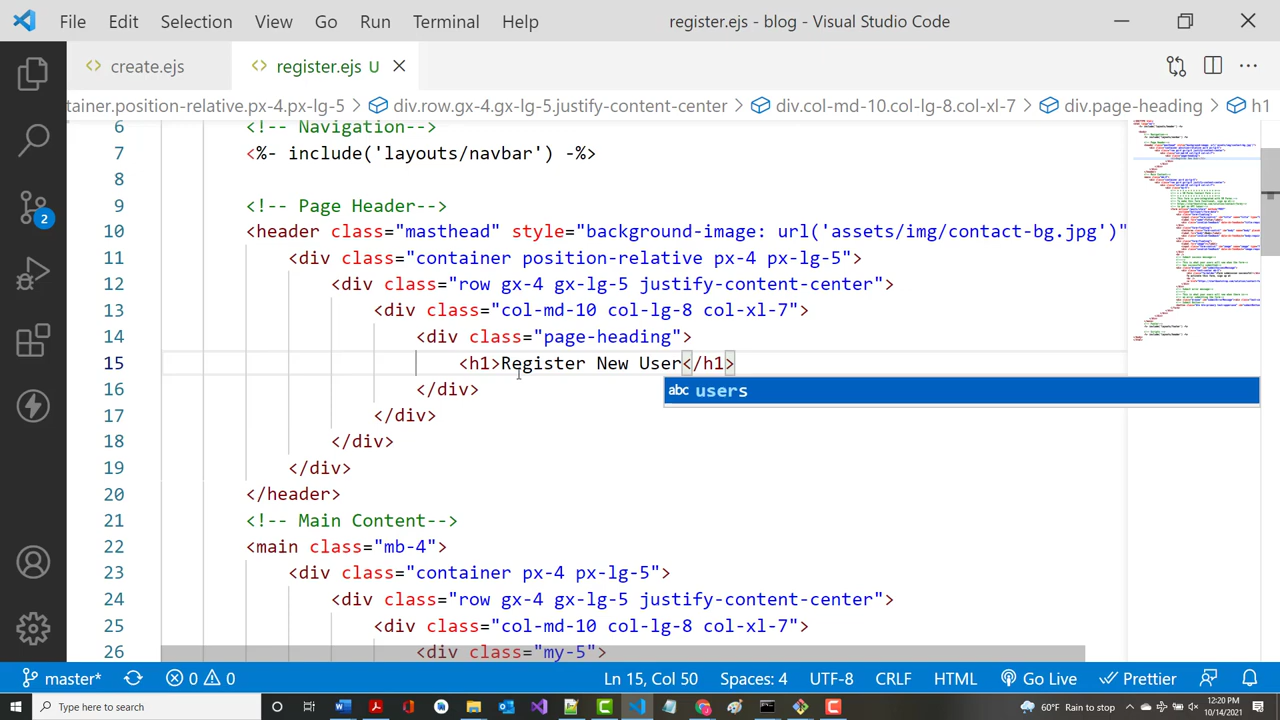 File Edit Selection View Go Run Terminal Help register.ejs - blog - Visual Studio Code
create.ejs register.ejs U
tainer.position-relative.px-4.px-lg-5 > div.row.gx-4.gx-lg-5.justify-content-center > div.col-md-10.col-lg-8.col-xl-7 > div.page-heading > h1
6 <!-- Navigation-->
7 <%- include('layouts/navbar') -%>
8
9 <!-- Page Header-->
10 <header class="masthead" style="background-image: url('assets/img/contact-bg.jpg')"
11 <div class="container position-relative px-4 px-lg-5">
12 <div class="row gx-4 gx-lg-5 justify-content-center">
13 <div class="col-md-10 col-lg-8 col-xl-7">
14 <div class="page-heading">
15 <h1>Register New User</h1>
abc users
16 </div>
17 </div>
18 </div>
19 </div>
20 </header>
21 <!-- Main Content-->
22 <main class="mb-4">
23 <div class="container px-4 px-lg-5">
24 <div class="row gx-4 gx-lg-5 justify-content-center">
25 <div class="col-md-10 col-lg-8 col-xl-7">
26 <div class="my-5">
2
master* 0 0 Ln 15, Col 50 Spaces: 4 UTF-8 CRLF HTML Go Live Prettier
Type here to search 60°F Rain to stop 12:20 PM
10/14/2021